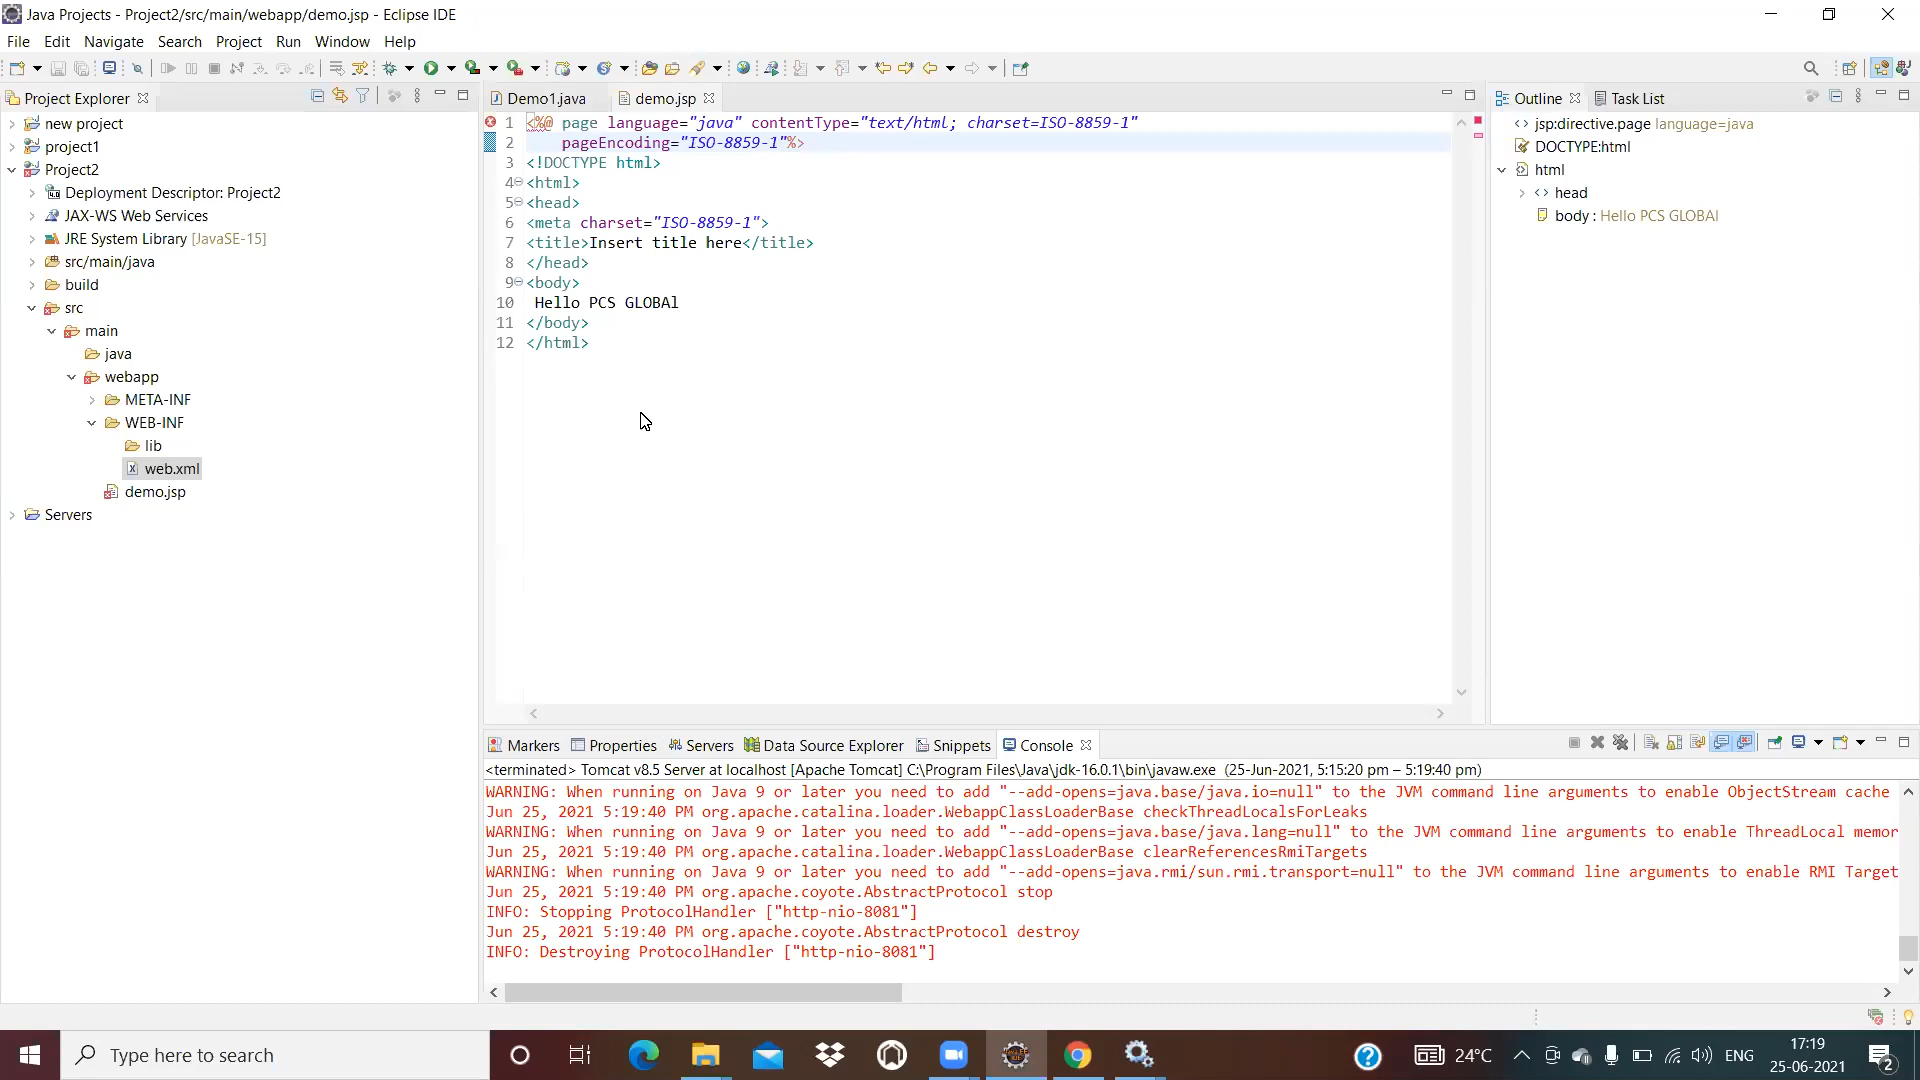 Java Projects - Project2/src/main/webapp/demo.jsp - Eclipse IDE
File Edit Navigate Search Project Run Window Help
Project Explorer
new project
project1
Project2
Deployment Descriptor: Project2
JAX-WS Web Services
JRE System Library [JavaSE-15]
src/main/java
build
src
main
java
webapp
META-INF
WEB-INF
lib
web.xml
demo.jsp
Servers
Demo1.java demo.jsp
1 <%@ page language="java" contentType="text/html; charset=ISO-8859-1"
2 pageEncoding="ISO-8859-1"%>
3 <!DOCTYPE html>
4 <html>
5 <head>
6 <meta charset="ISO-8859-1">
7 <title>Insert title here</title>
8 </head>
9 <body>
10 Hello PCS GLOBAl
11 </body>
12 </html>
Outline Task List
jsp:directive.page language=java
DOCTYPE:html
html
head
body : Hello PCS GLOBAl
Markers Properties Servers Data Source Explorer Snippets Console
<terminated> Tomcat v8.5 Server at localhost [Apache Tomcat] C:\Program Files\Java\jdk-16.0.1\bin\javaw.exe (25-Jun-2021, 5:15:20 pm – 5:19:40 pm)
WARNING: When running on Java 9 or later you need to add "--add-opens=java.base/java.io=null" to the JVM command line arguments to enable ObjectStream cache
Jun 25, 2021 5:19:40 PM org.apache.catalina.loader.WebappClassLoaderBase checkThreadLocalsForLeaks
WARNING: When running on Java 9 or later you need to add "--add-opens=java.base/java.lang=null" to the JVM command line arguments to enable ThreadLocal memor
Jun 25, 2021 5:19:40 PM org.apache.catalina.loader.WebappClassLoaderBase clearReferencesRmiTargets
WARNING: When running on Java 9 or later you need to add "--add-opens=java.rmi/sun.rmi.transport=null" to the JVM command line arguments to enable RMI Target
Jun 25, 2021 5:19:40 PM org.apache.coyote.AbstractProtocol stop
INFO: Stopping ProtocolHandler ["http-nio-8081"]
Jun 25, 2021 5:19:40 PM org.apache.coyote.AbstractProtocol destroy
INFO: Destroying ProtocolHandler ["http-nio-8081"]
Type here to search
24°C
ENG
17:19
25-06-2021
2